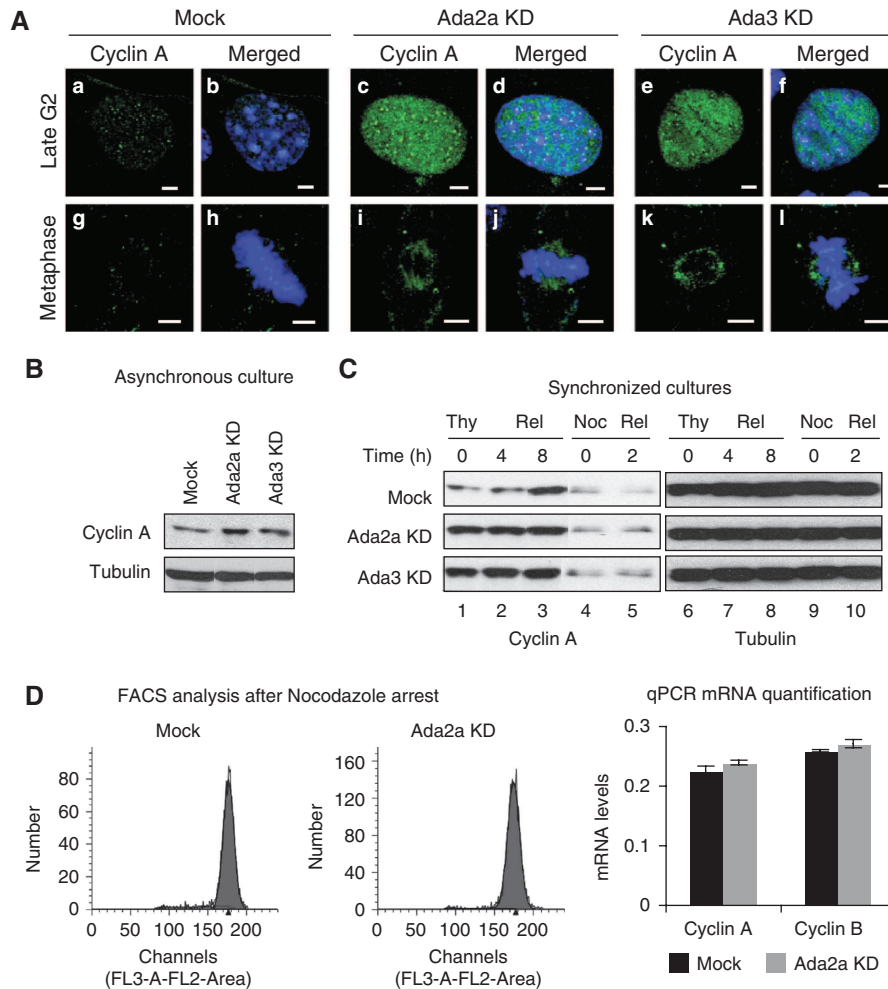 A
Mock
Ada2a KD
Ada3 KD
Cyclin A
Merged
Cyclin A
Merged
Cyclin A
Merged
Late G2
a
b
c
d
e
f
Metaphase
g
h
i
j
k
l
B
Asynchronous culture
Mock
Ada2a KD
Ada3 KD
Cyclin A
Tubulin
C
Synchronized cultures
Thy Rel Noc Rel Thy Rel Noc Rel
Time (h) 0 4 8 0 2 0 4 8 0 2
Mock
Ada2a KD
Ada3 KD
1 2 3 4 5 6 7 8 9 10
Cyclin A Tubulin
D
FACS analysis after Nocodazole arrest
Mock
Number
80
60
40
20
0
0 50 100 150 200
Channels
(FL3-A-FL2-Area)
Ada2a KD
Number
160
120
80
40
0
0 50 100 150 200
Channels
(FL3-A-FL2-Area)
qPCR mRNA quantification
mRNA levels
0.3
0.2
0.1
0
Cyclin A Cyclin B
Mock Ada2a KD